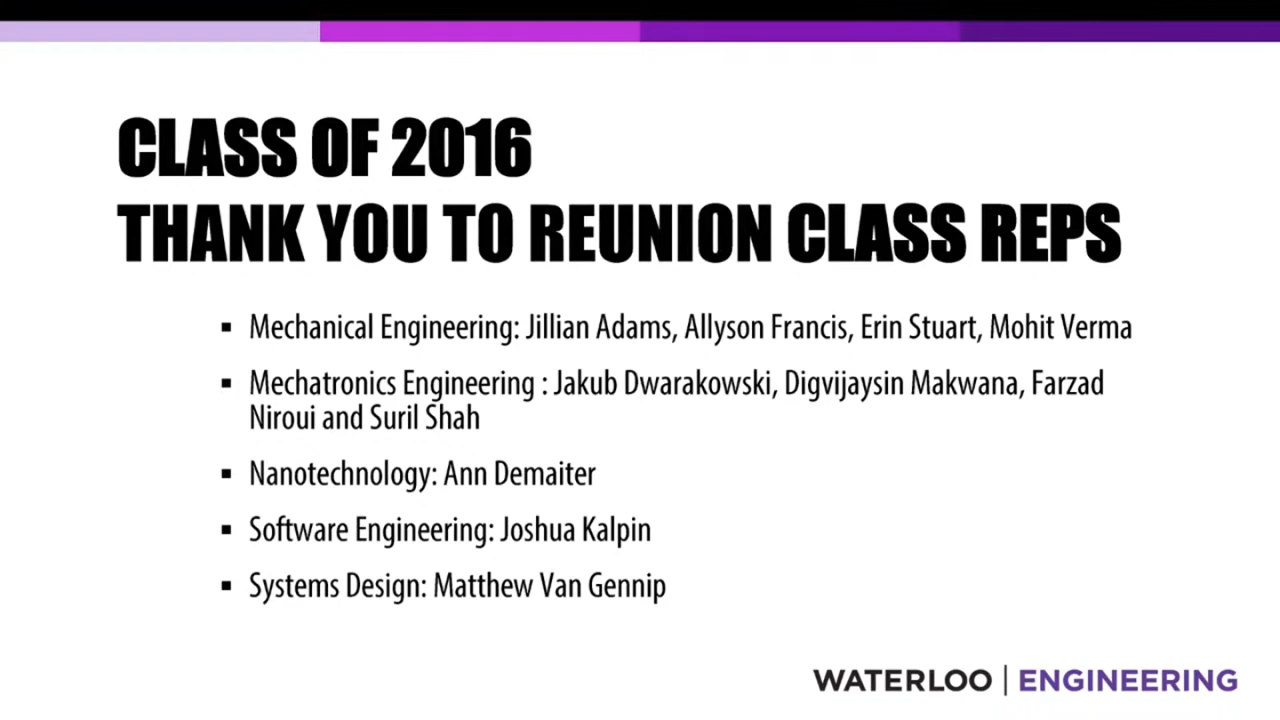 CLASS OF 2016
THANK YOU TO REUNION CLASS REPS
▪ Mechanical Engineering: Jillian Adams, Allyson Francis, Erin Stuart, Mohit Verma
▪ Mechatronics Engineering : Jakub Dwarakowski, Digvijaysin Makwana, Farzad
Niroui and Suril Shah
▪ Nanotechnology: Ann Demaiter
▪ Software Engineering: Joshua Kalpin
▪ Systems Design: Matthew Van Gennip
WATERLOO | ENGINEERING